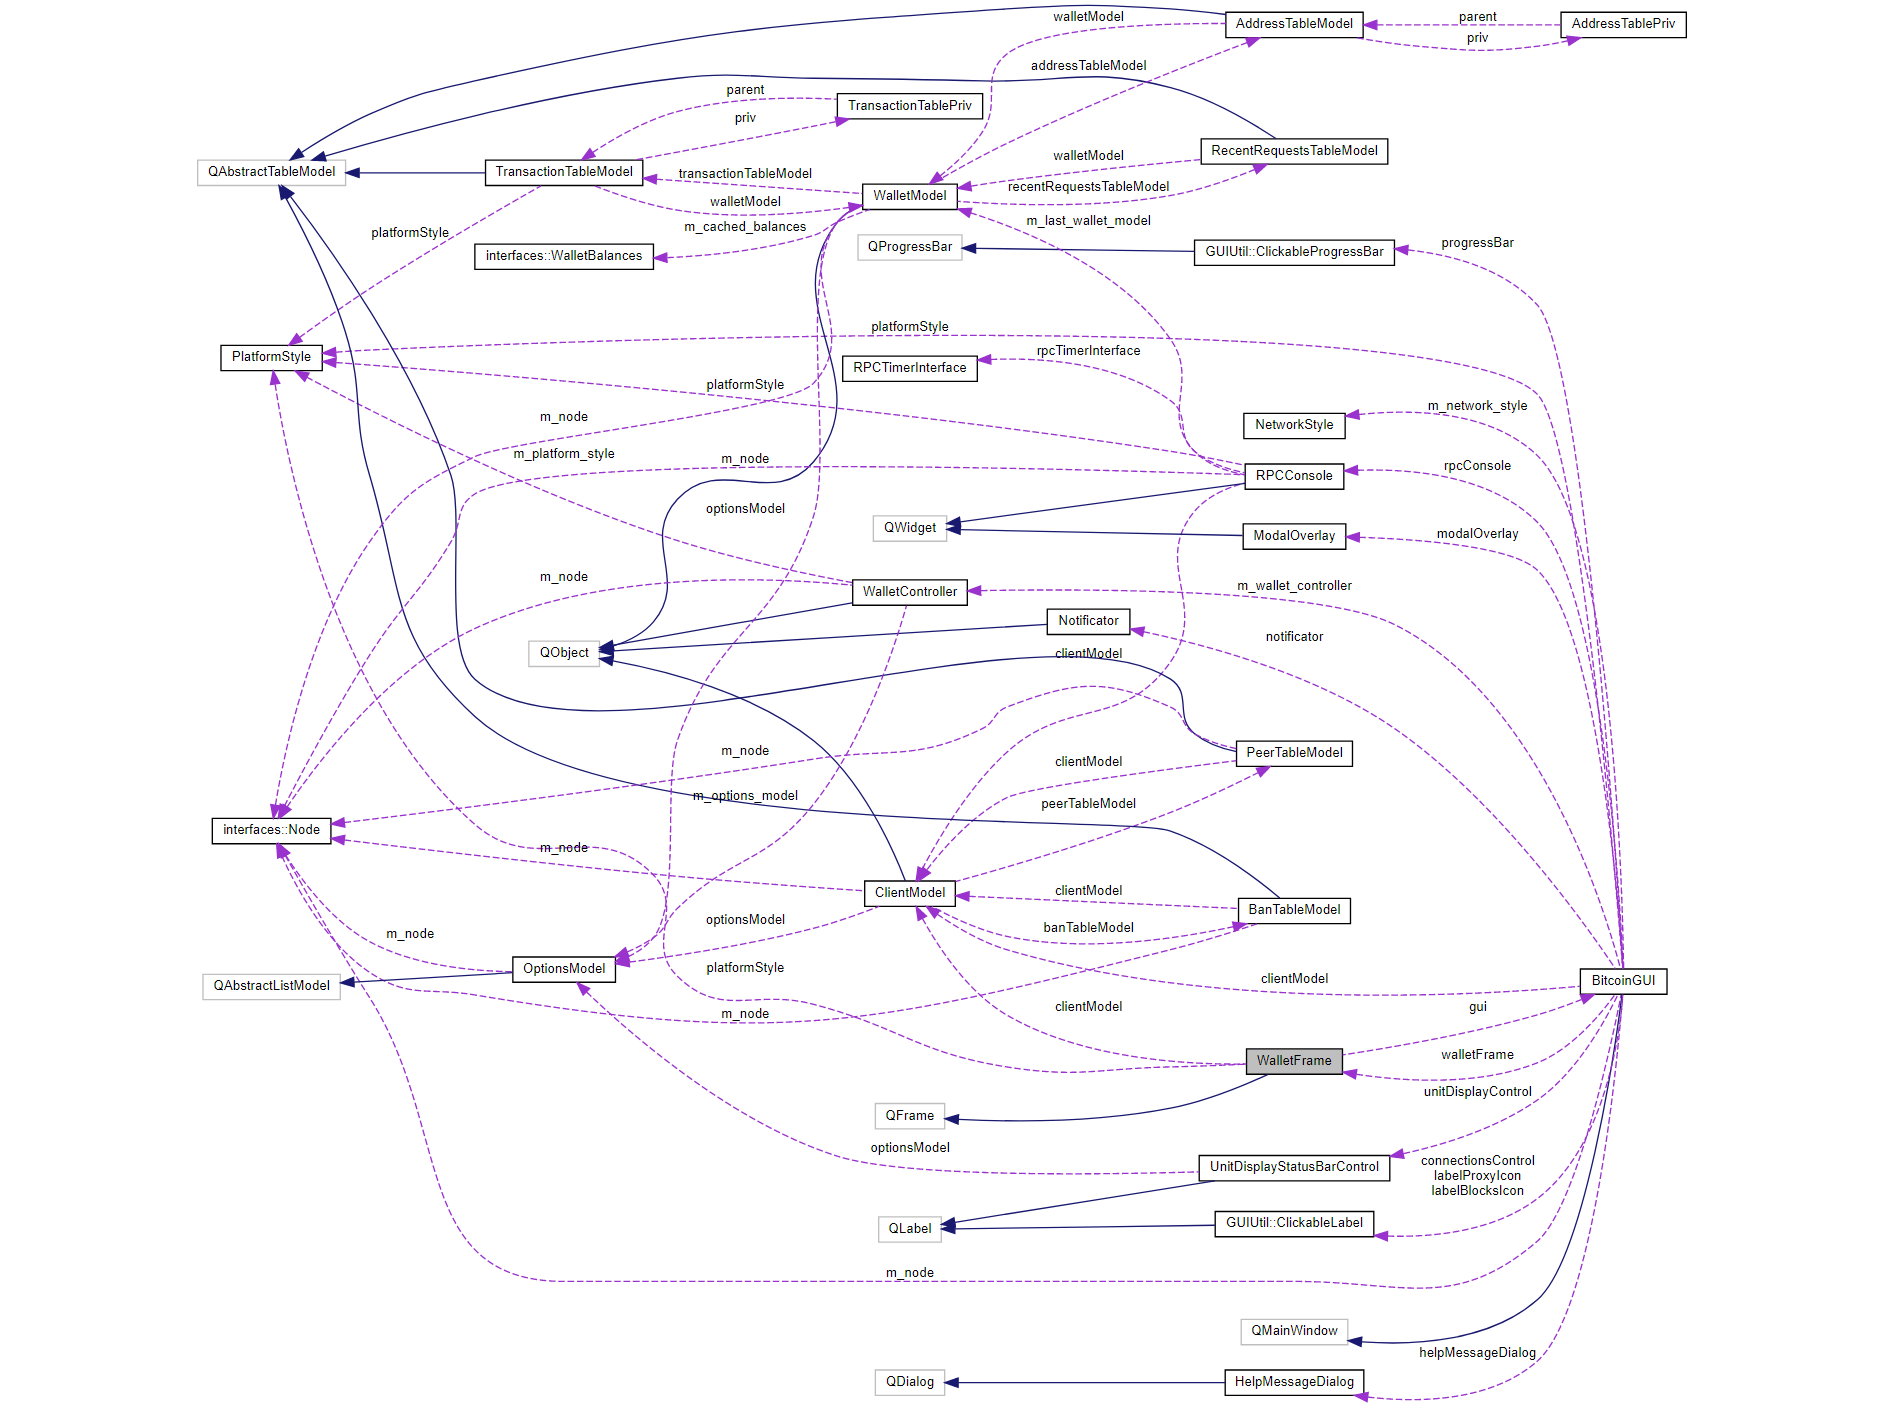 walletModel
AddressTableModel
parent
AddressTablePriv
priv
addressTableModel
parent
TransactionTablePriv
priv
RecentRequestsTableModel
walletModel
QAbstractTableModel
TransactionTableModel
transactionTableModel
recentRequestsTableModel
WalletModel
walletModel
m_last_wallet_model
m_cached_balances
platformStyle
QProgressBar
progressBar
interfaces::WalletBalances
GUIUtil::ClickableProgressBar
platformStyle
PlatformStyle
rpcTimerInterface
RPCTimerInterface
platformStyle
m_node
m_network_style
NetworkStyle
m_platform_style
m_node
rpcConsole
RPCConsole
optionsModel
QWidget
ModalOverlay
modalOverlay
m_node
WalletController
m_wallet_controller
Notificator
notificator
QObject
clientModel
m_node
PeerTableModel
clientModel
m_options_model
peerTableModel
interfaces::Node
m_node
ClientModel
clientModel
BanTableModel
optionsModel
banTableModel
m_node
OptionsModel
platformStyle
clientModel
BitcoinGUI
QAbstractListModel
m_node
clientModel
gui
WalletFrame
walletFrame
unitDisplayControl
QFrame
optionsModel
UnitDisplayStatusBarControl
connectionsControl
labelProxyIcon
labelBlocksIcon
QLabel
GUIUtil::ClickableLabel
m_node
QMainWindow
helpMessageDialog
QDialog
HelpMessageDialog